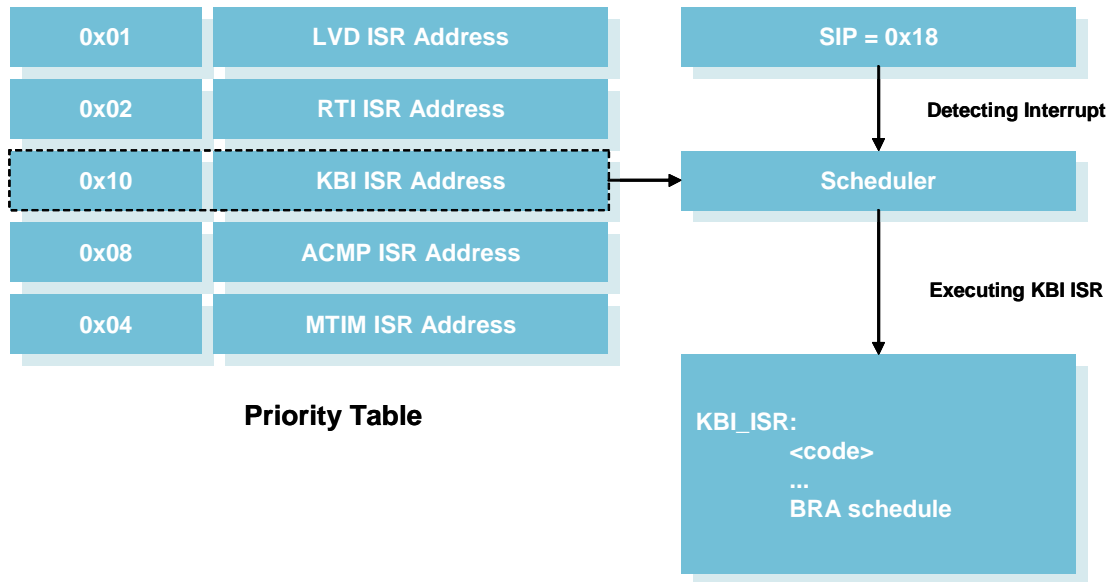 0x01 LVD ISR Address
0x02 RTI ISR Address
0x10 KBI ISR Address
0x08 ACMP ISR Address
0x04 MTIM ISR Address
Priority Table
SIP = 0x18
Detecting Interrupt
Scheduler
Executing KBI ISR
KBI_ISR:
<code>
...
BRA schedule